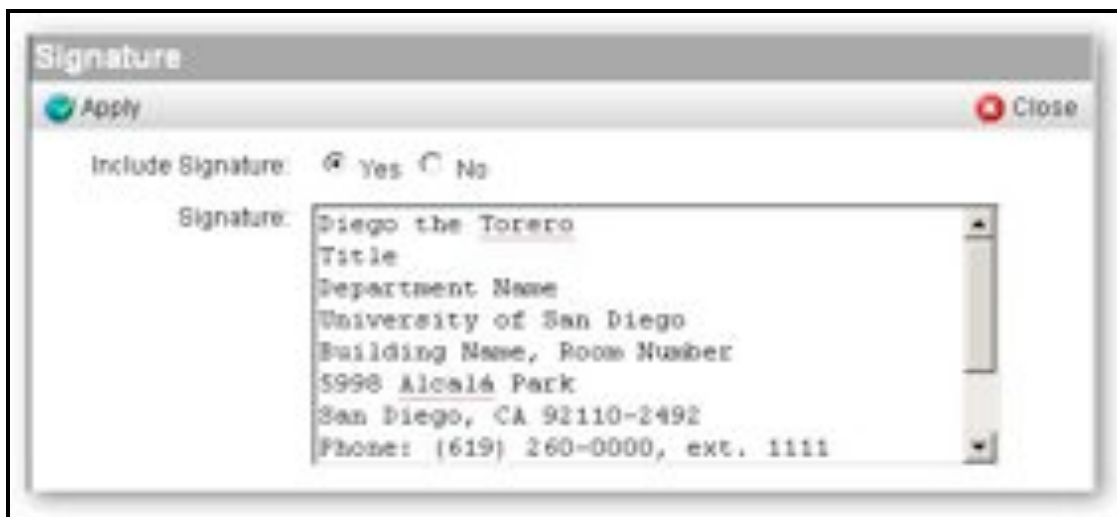 Signature
Apply Close
Include Signature: Yes No
Signature:
Diego the Torero
Title
Department Name
University of San Diego
Building Name, Room Number
5998 Alcalá Park
San Diego, CA 92110-2492
Phone: (619) 260-0000, ext. 1111